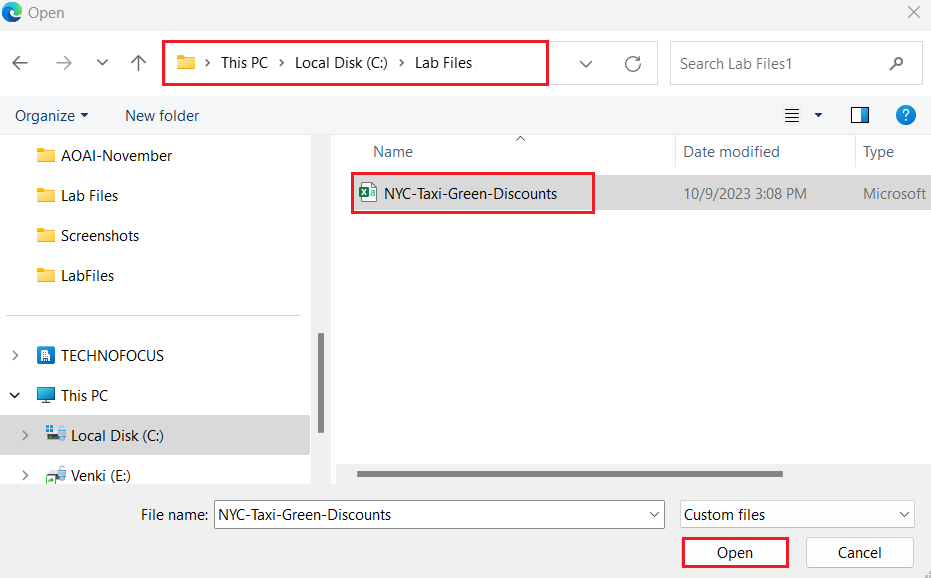 Open
This PC > Local Disk (C:) > Lab Files
Search Lab Files1
Organize
New folder
?
Name
Date modified
Type
AOAI-November
Lab Files
Screenshots
LabFiles
TECHNOFOCUS
This PC
Local Disk (C:)
Venki (E:)
NYC-Taxi-Green-Discounts
10/9/2023 3:08 PM
Microsoft
File name:
NYC-Taxi-Green-Discounts
Custom files
Open
Cancel